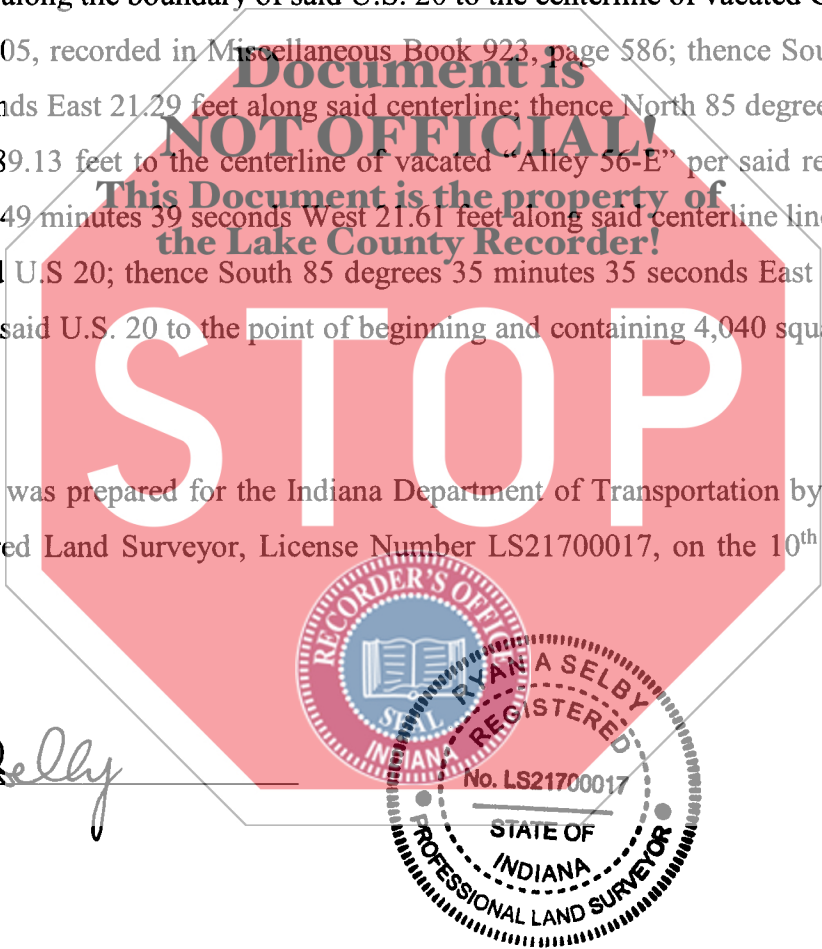 along the boundary of said U.S. 20 to the centerline of vacated
05, recorded in Miscellaneous Book 923, page 586; thence Sou
Document is
nds East 21.29 feet along said centerline; thence North 85 degree
NOT OFFICIAL!
89.13 feet to the centerline of vacated “Alley 56-E” per said re
This Document is the property of
49 minutes 39 seconds West 21.61 feet along said centerline lin
the Lake County Recorder!
U.S 20; thence South 85 degrees 35 minutes 35 seconds East
said U.S. 20 to the point of beginning and containing 4,040 squa
STOP
was prepared for the Indiana Department of Transportation by
ed Land Surveyor, License Number LS21700017, on the 10th
RECORDER'S OFFICE
SEAL
INDIANA
RYAN A SELBY
REGISTERED
No. LS21700017
STATE OF
INDIANA
PROFESSIONAL LAND SURVEYOR
elby